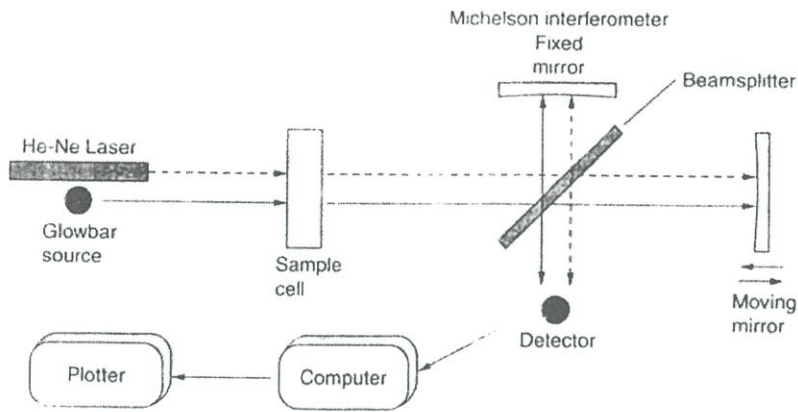 Michelson interferometer
Fixed
mirror
Beamsplitter
He-Ne Laser
Glowbar
source
Sample
cell
Moving
mirror
Detector
Plotter
Computer